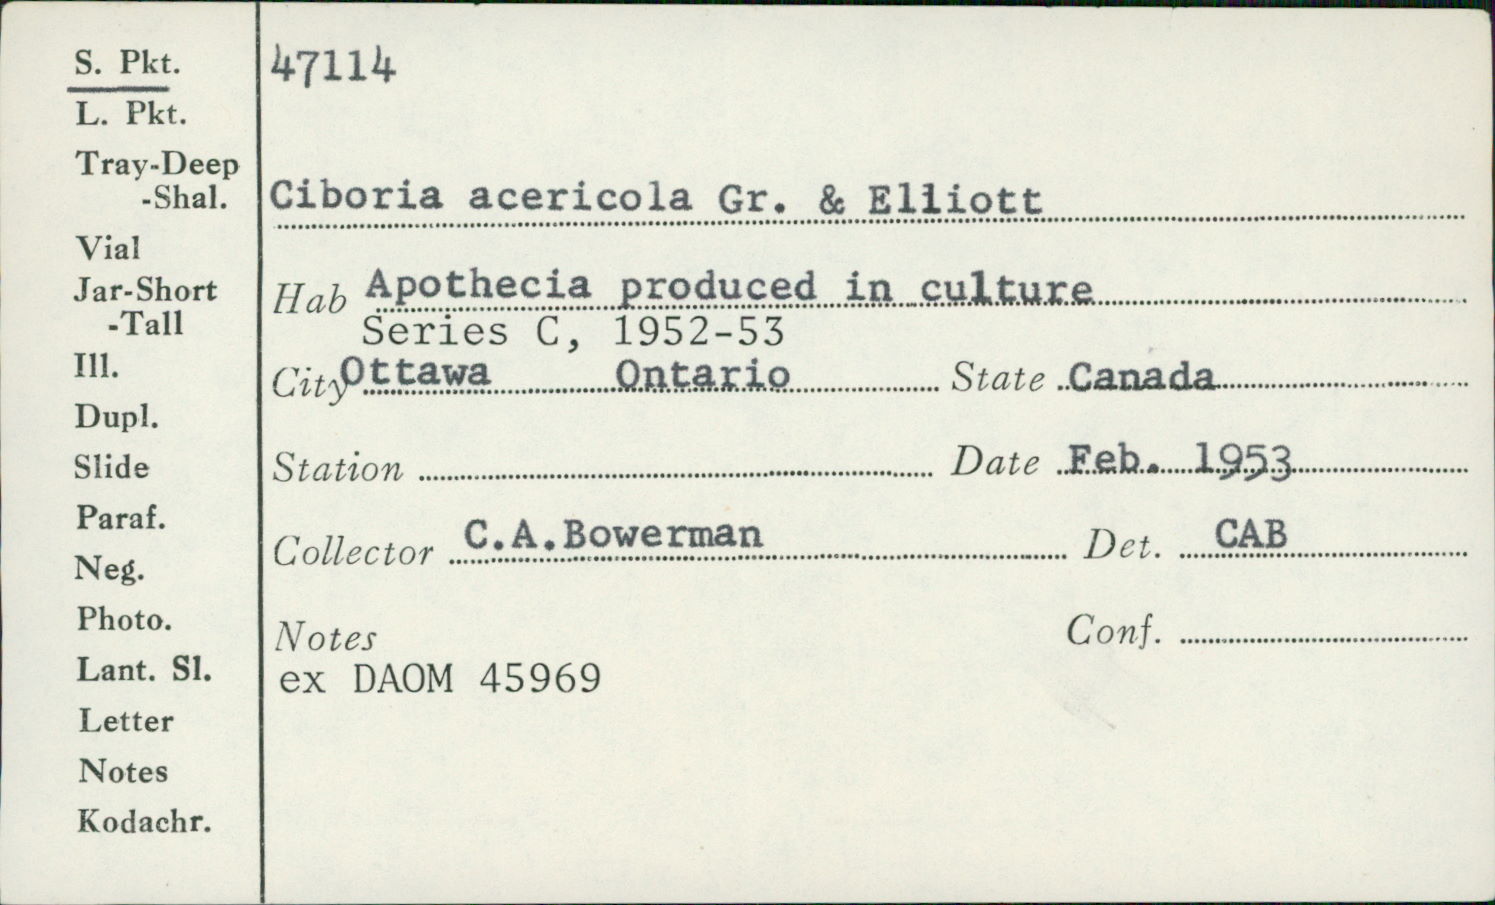 S. Pkt.
L. Pkt.
Tray-Deep
-Shal.
Vial
Jar-Short
-Tall
Ill.
Dupl.
Slide
Paraf.
Neg.
Photo.
Lant. Sl.
Letter
Notes
Kodachr.
47114
Ciboria acericola Gr. & Elliott
Hab Apothecia produced in culture
Series C, 1952-53
City Ottawa Ontario State Canada
Station Date Feb. 1953
Collector C.A.Bowerman Det. CAB
Notes Conf.
ex DAOM 45969